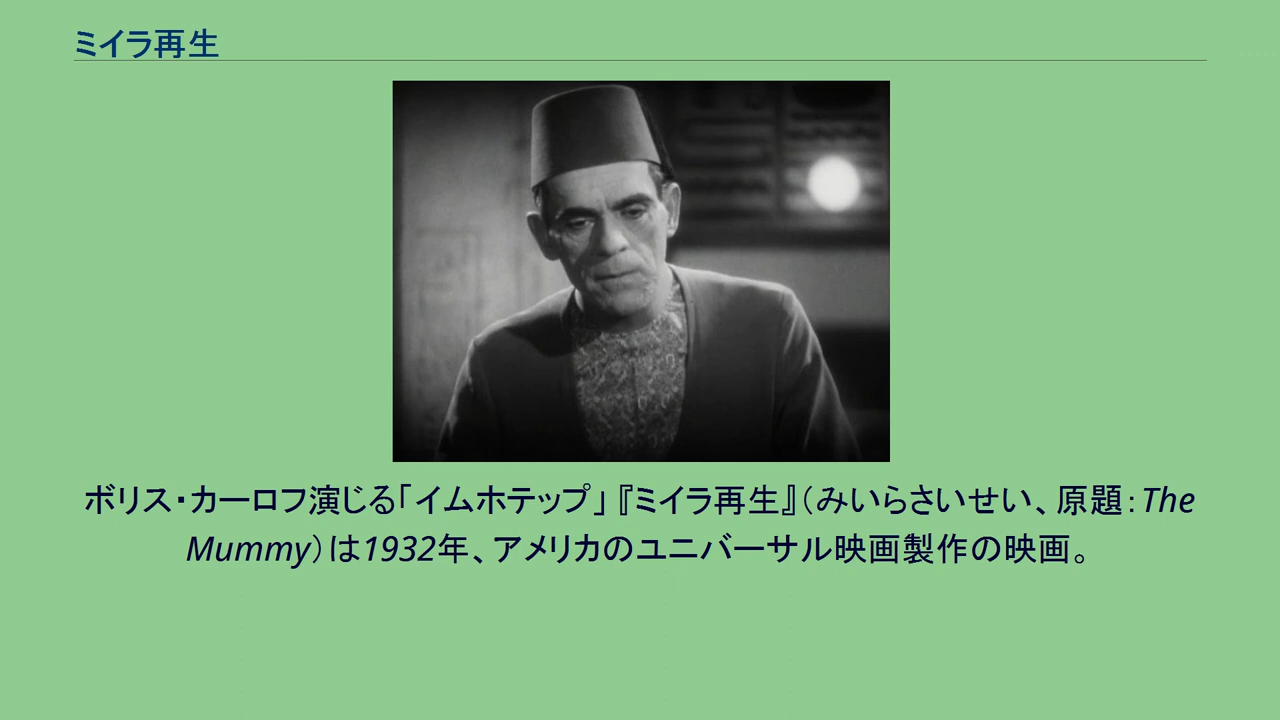 ミイラ再生
ボリス・カーロフ演じる「イムホテップ」『ミイラ再生』（みいらさいせい、原題：The
Mummy）は1932年、アメリカのユニバーサル映画製作の映画。